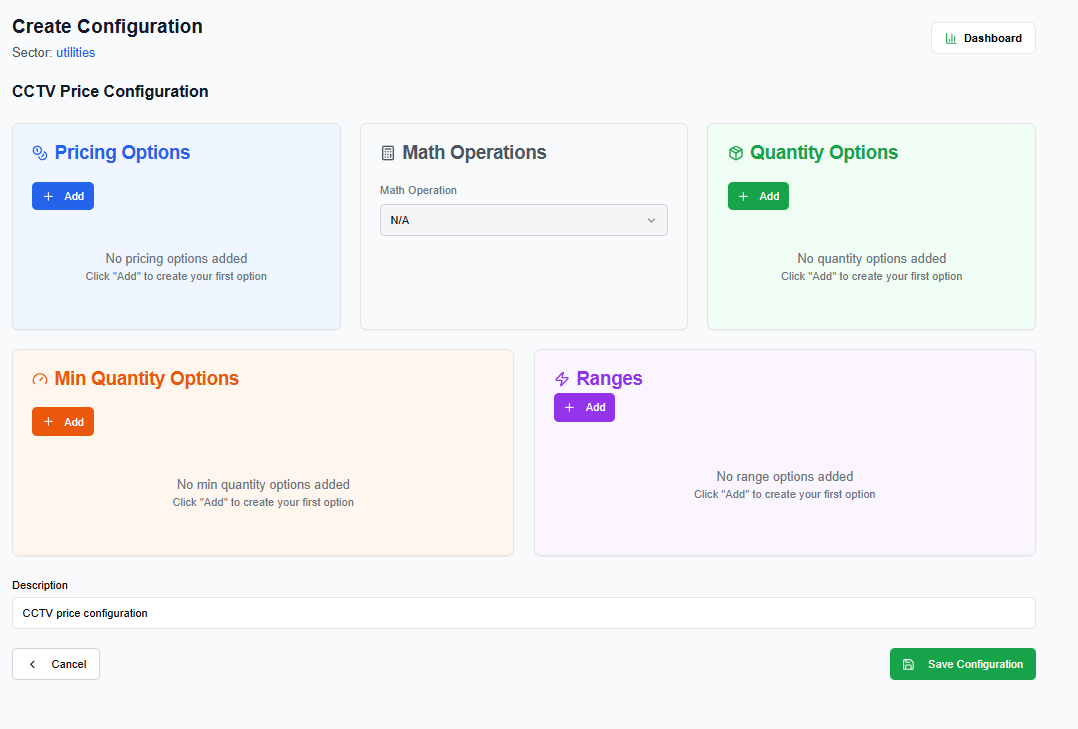 Create Configuration
Sector: utilities
Dashboard
CCTV Price Configuration
Pricing Options
+ Add
No pricing options added
Click "Add" to create your first option
Math Operations
Math Operation
N/A
Quantity Options
+ Add
No quantity options added
Click "Add" to create your first option
Min Quantity Options
+ Add
No min quantity options added
Click "Add" to create your first option
Ranges
+ Add
No range options added
Click "Add" to create your first option
Description
CCTV price configuration
Cancel
Save Configuration